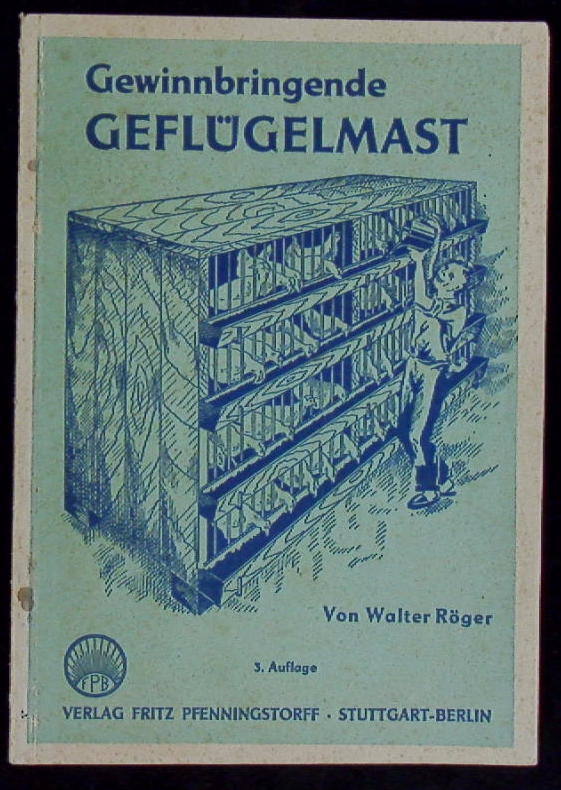 Gewinnbringende
GEFLÜGELMAST
Von Walter Röger
3. Auflage
FPB
VERLAG FRITZ PFENNINGSTORFF · STUTTGART-BERLIN